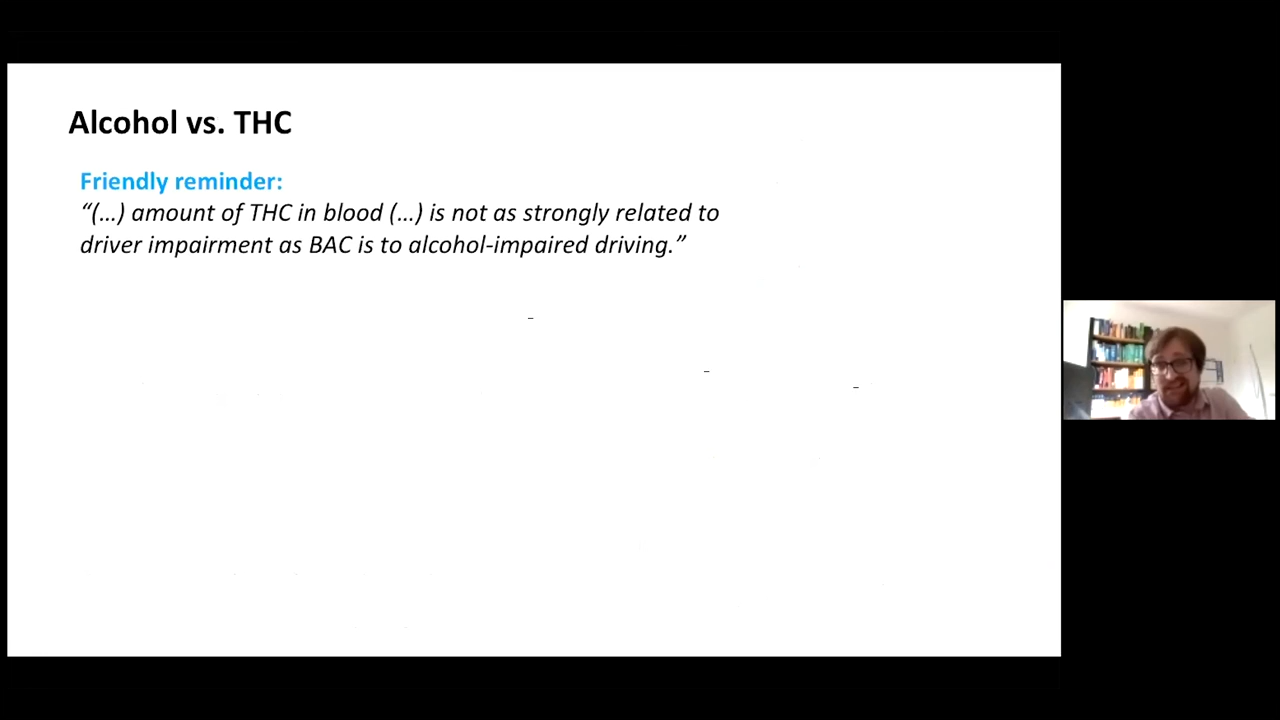 Alcohol vs. THC
Friendly reminder:
“(…) amount of THC in blood (…) is not as strongly related to
driver impairment as BAC is to alcohol-impaired driving.”